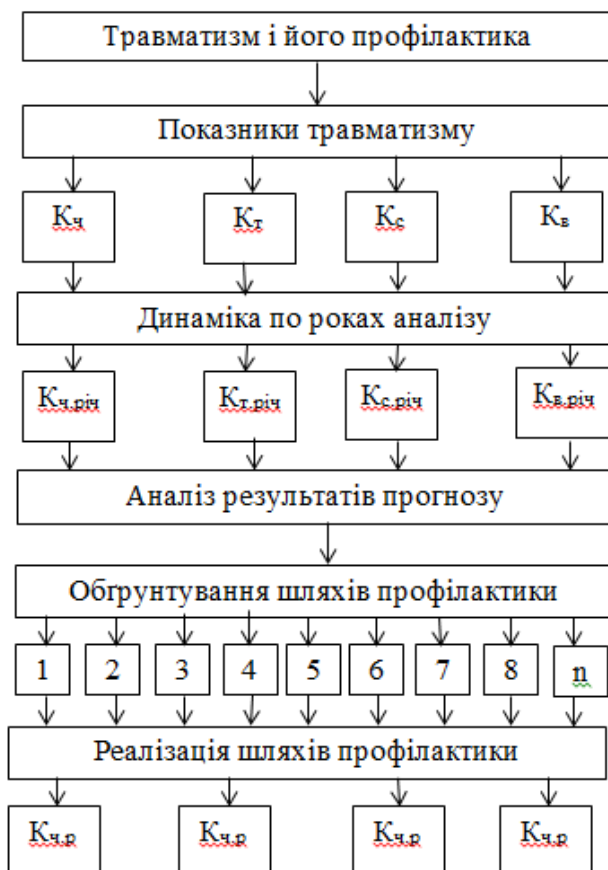 Травматизм і його профілактика
Показники травматизму
Кч Кт Кс Кв
Динаміка по роках аналізу
Кч.річ Кт.річ Кс.річ Кв.річ
Аналіз результатів прогнозу
Обґрунтування шляхів профілактики
1 2 3 4 5 6 7 8 n
Реалізація шляхів профілактики
Кч.р Кч.р Кч.р Кч.р